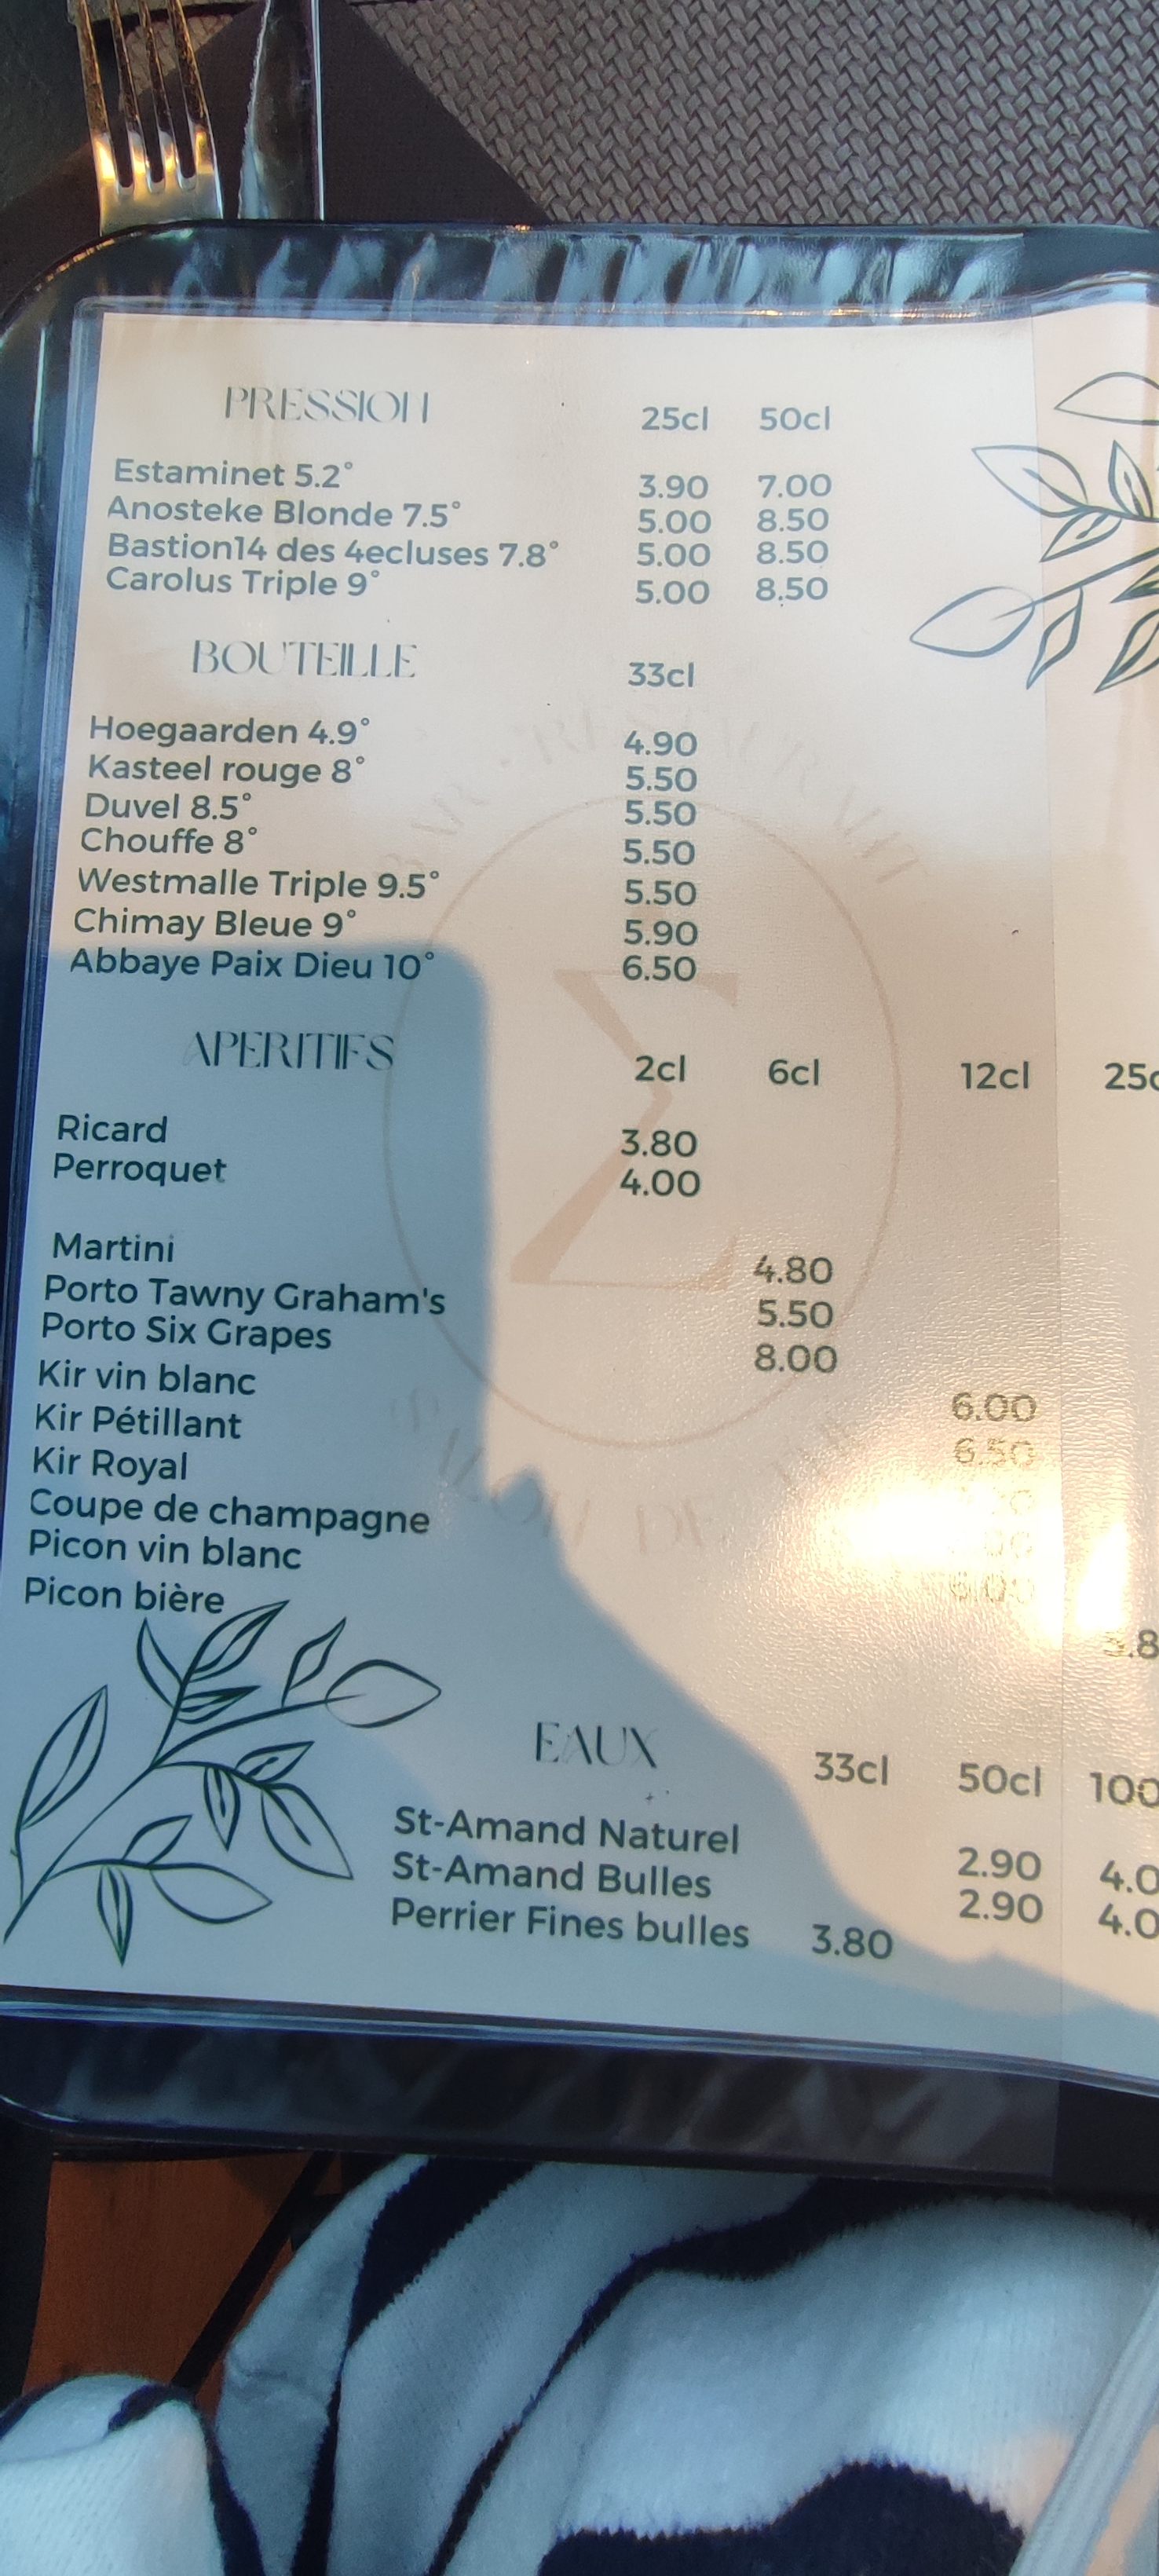 PRESSION 25cl 50cl
Estaminet 5.2° 3.90 7.00
Anosteke Blonde 7.5° 5.00 8.50
Bastion14 des 4ecluses 7.8° 5.00 8.50
Carolus Triple 9° 5.00 8.50
BOUTEILLE 33cl
Hoegaarden 4.9° 4.90
Kasteel rouge 8° 5.50
Duvel 8.5° 5.50
Chouffe 8° 5.50
Westmalle Triple 9.5° 5.50
Chimay Bleue 9° 5.90
Abbaye Paix Dieu 10° 6.50
APERITIFS 2cl 6cl 12cl
Ricard 3.80
Perroquet 4.00
Martini 4.80
Porto Tawny Graham's 5.50
Porto Six Grapes 8.00
Kir vin blanc 6.00
Kir Pétillant 6.50
Kir Royal
Coupe de champagne
Picon vin blanc
Picon bière
EAUX 33cl 50cl 100
St-Amand Naturel 2.90 4.0
St-Amand Bulles 2.90 4.0
Perrier Fines bulles 3.80